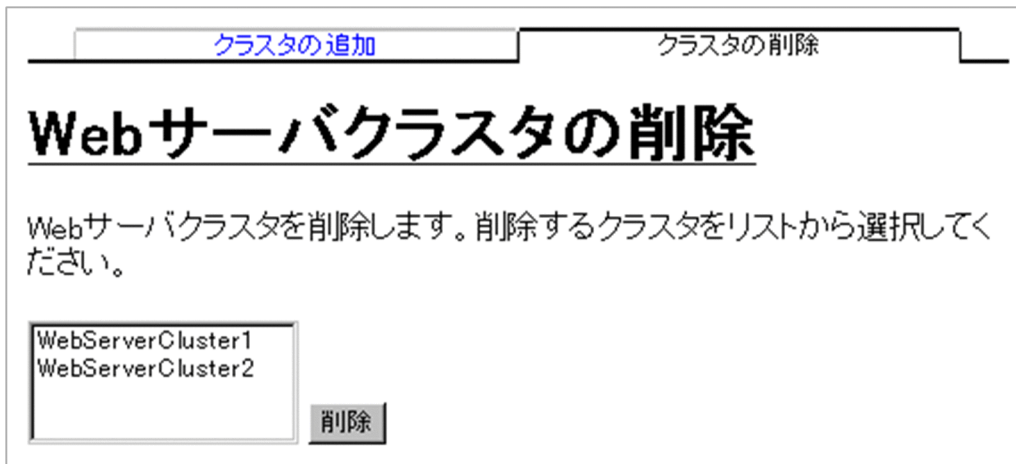 クラスタの追加 クラスタの削除
Webサーバクラスタの削除
Webサーバクラスタを削除します。削除するクラスタをリストから選択してく
ださい。
WebServerCluster1
WebServerCluster2
削除